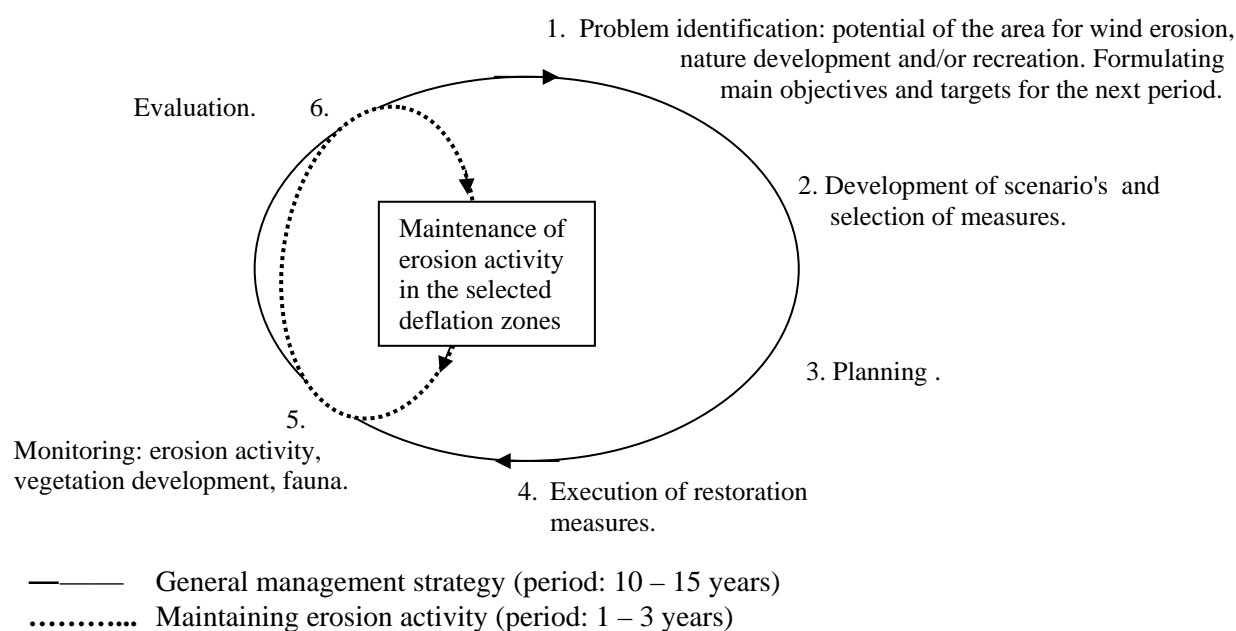 1. Problem identification: potential of the area for wind erosion,
nature development and/or recreation. Formulating
main objectives and targets for the next period.
Evaluation. 6.
2. Development of scenario's and
selection of measures.
Maintenance of
erosion activity
in the selected
deflation zones
3. Planning .
5.
Monitoring: erosion activity,
vegetation development, fauna.
4. Execution of restoration
measures.
General management strategy (period: 10 – 15 years)
Maintaining erosion activity (period: 1 – 3 years)